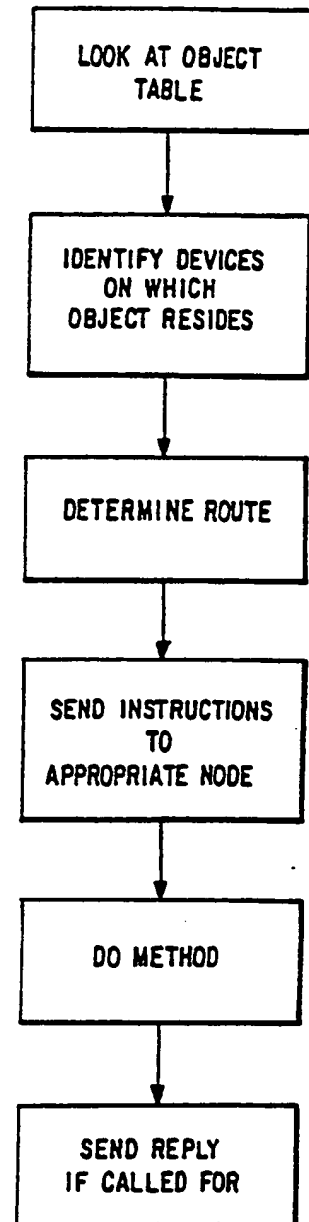 LOOK AT OBJECT
TABLE
IDENTIFY DEVICES
ON WHICH
OBJECT RESIDES
DETERMINE ROUTE
SEND INSTRUCTIONS
TO
APPROPRIATE NODE
DO METHOD
SEND REPLY
IF CALLED FOR